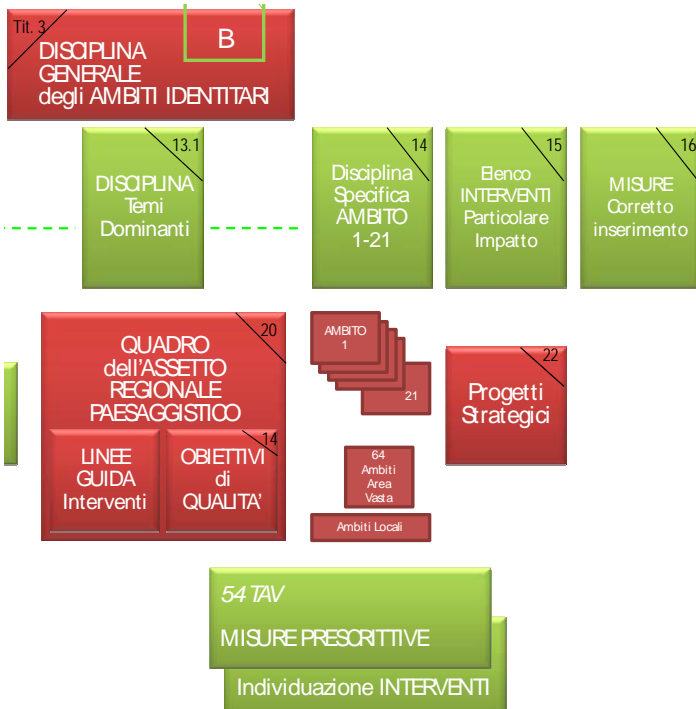 Tit. 3
B
DISCIPLINA
GENERALE
degli AMBITI IDENTITARI
13.1
DISCIPLINA
Temi
Dominanti
14
Disciplina
Specifica
AMBITO
1-21
15
Elenco
INTERVENTI
Particolare
Impatto
16
MISURE
Corretto
inserimento
20
QUADRO
dell'ASSETTO
REGIONALE
PAESAGGISTICO
LINEE
GUIDA
Interventi
14
OBIETTIVI
di
QUALITA'
AMBITO
1
21
64
Ambiti
Area
Vasta
Ambiti Locali
22
Progetti
Strategici
54 TAV
MISURE PRESCRITTIVE
Individuazione INTERVENTI